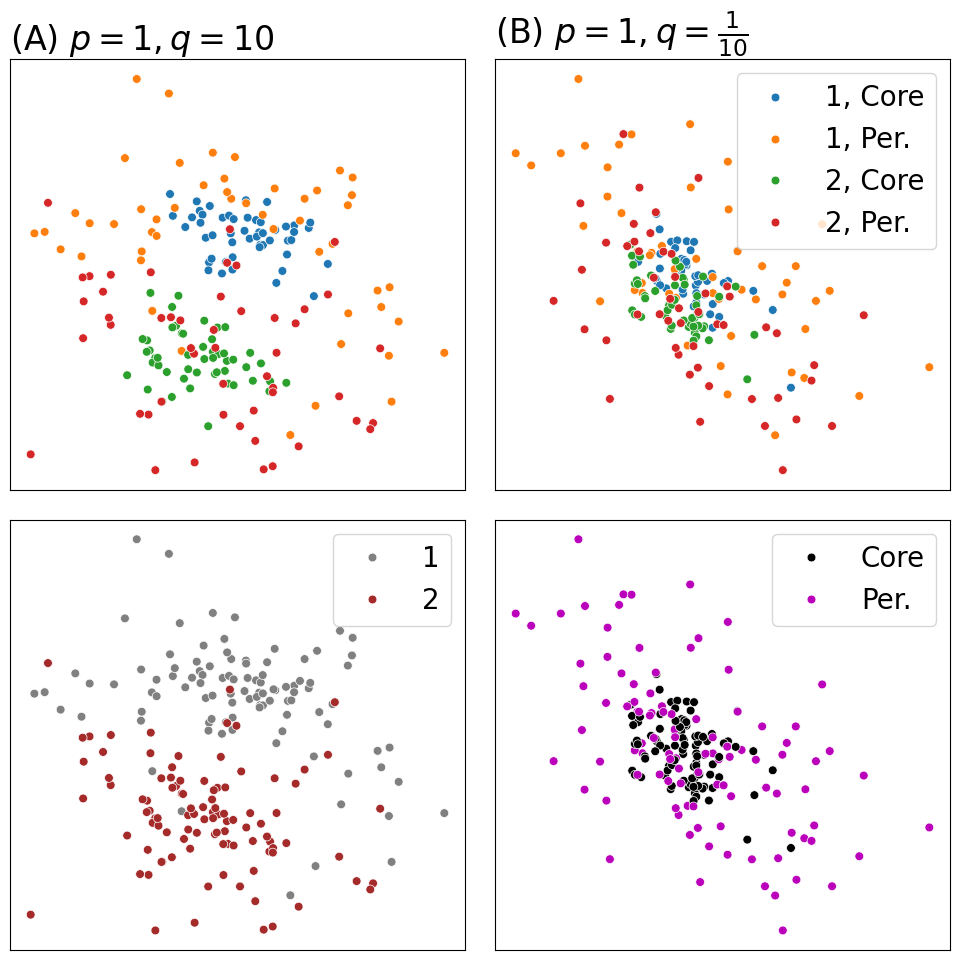 (A) p = 1, q = 10
(B) p = 1, q = 1/10
1, Core
1, Per.
2, Core
2, Per.
1
2
Core
Per.